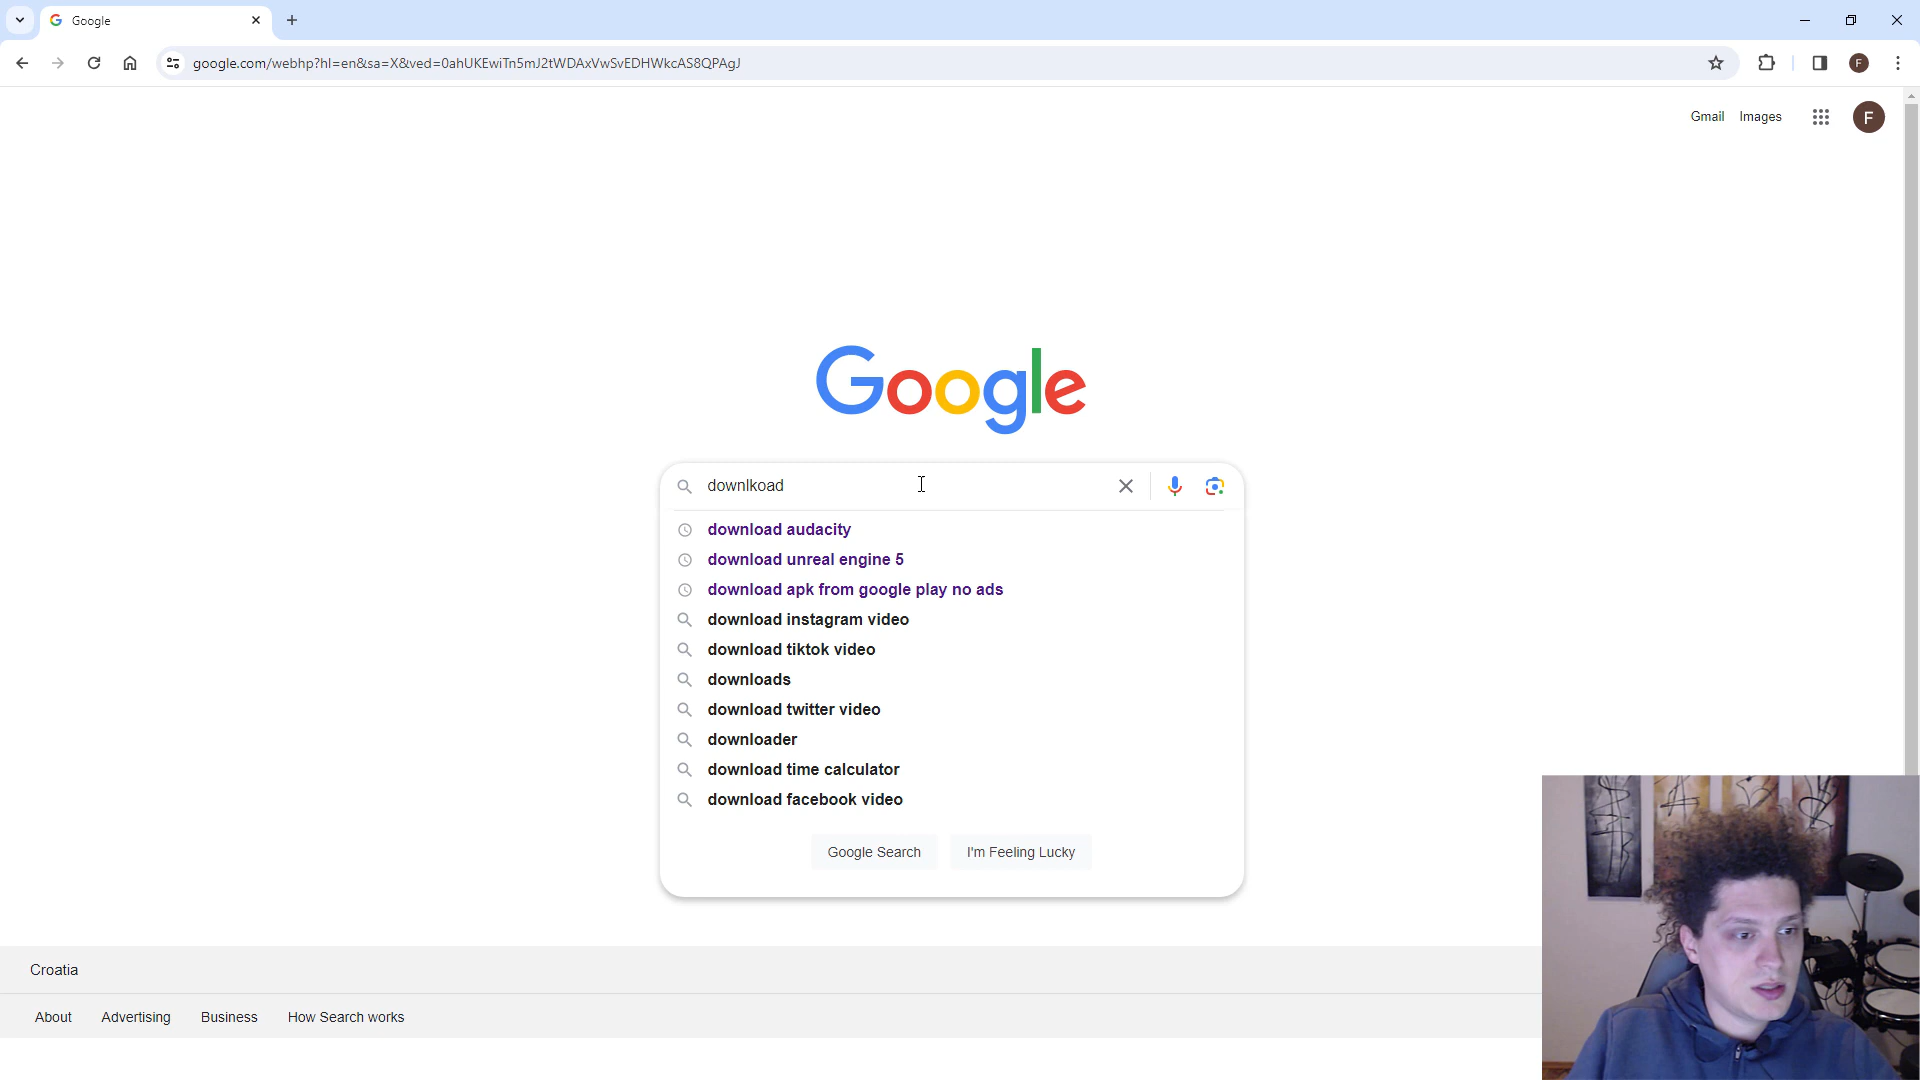 Google
google.com/webhp?hl=en&sa=X&ved=0ahUKEwiTn5mJ2tWDAxVwSvEDHWkcAS8QPAgJ
F
Gmail
Images
F
Google
downlkoad
download audacity
download unreal engine 5
download apk from google play no ads
download instagram video
download tiktok video
downloads
download twitter video
downloader
download time calculator
download facebook video
Google Search
I'm Feeling Lucky
Croatia
About
Advertising
Business
How Search works